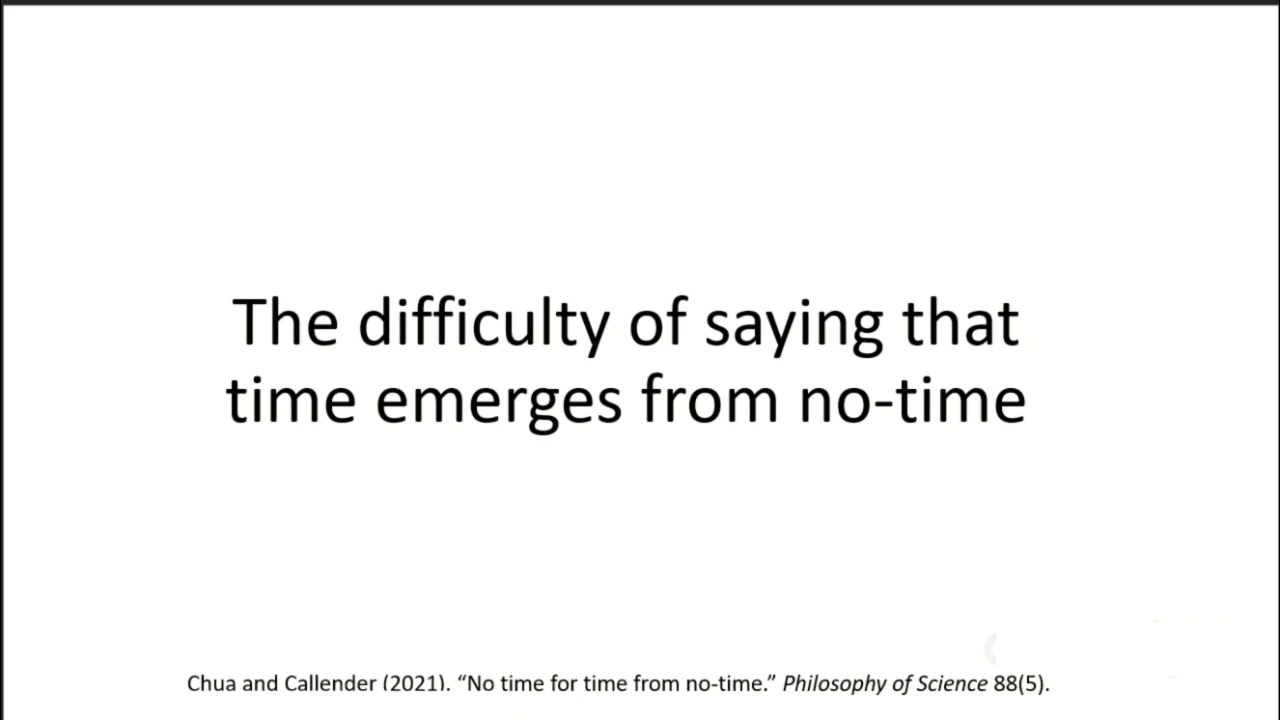 The difficulty of saying that
time emerges from no-time
Chua and Callender (2021). “No time for time from no-time.” Philosophy of Science 88(5).